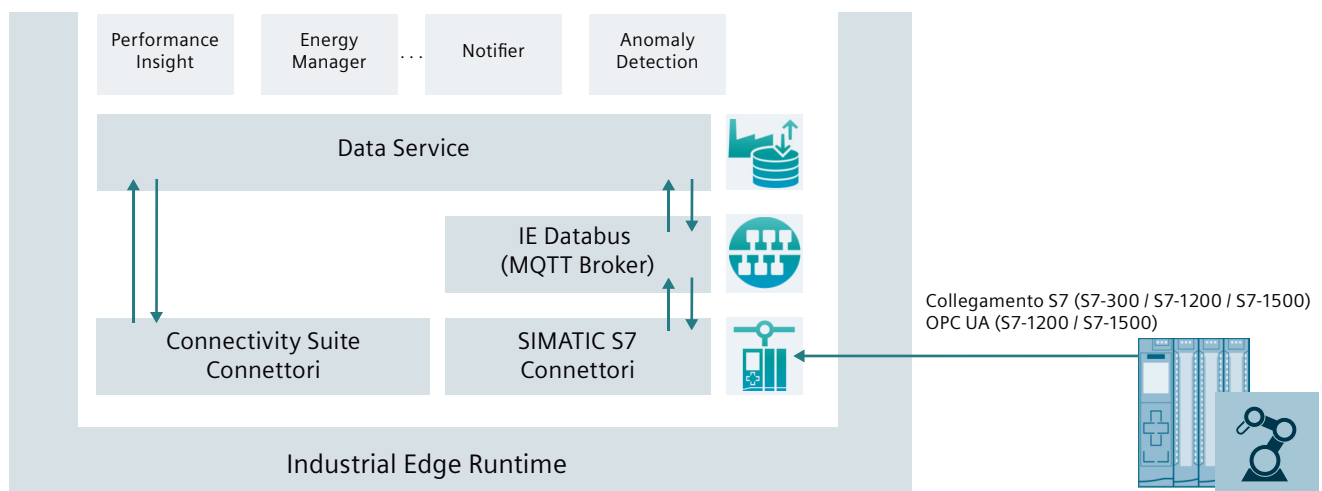 Performance
Insight
Energy
Manager
...
Notifier
Anomaly
Detection
Data Service
IE Databus
(MQTT Broker)
Collegamento S7 (S7-300 / S7-1200 / S7-1500)
OPC UA (S7-1200 / S7-1500)
Connectivity Suite
Connettori
SIMATIC S7
Connettori
Industrial Edge Runtime